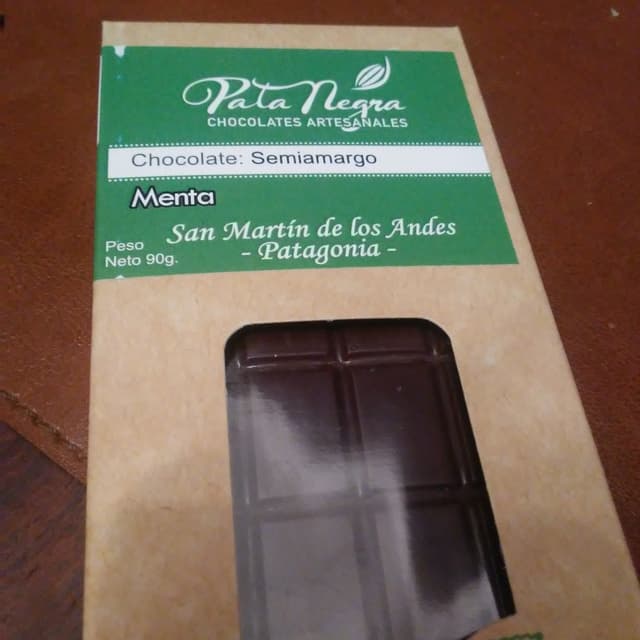 Pata Negra
CHOCOLATES ARTESANALES
Chocolate: Semiamargo
Menta
San Martín de los Andes
- Patagonia -
Peso
Neto 90g.